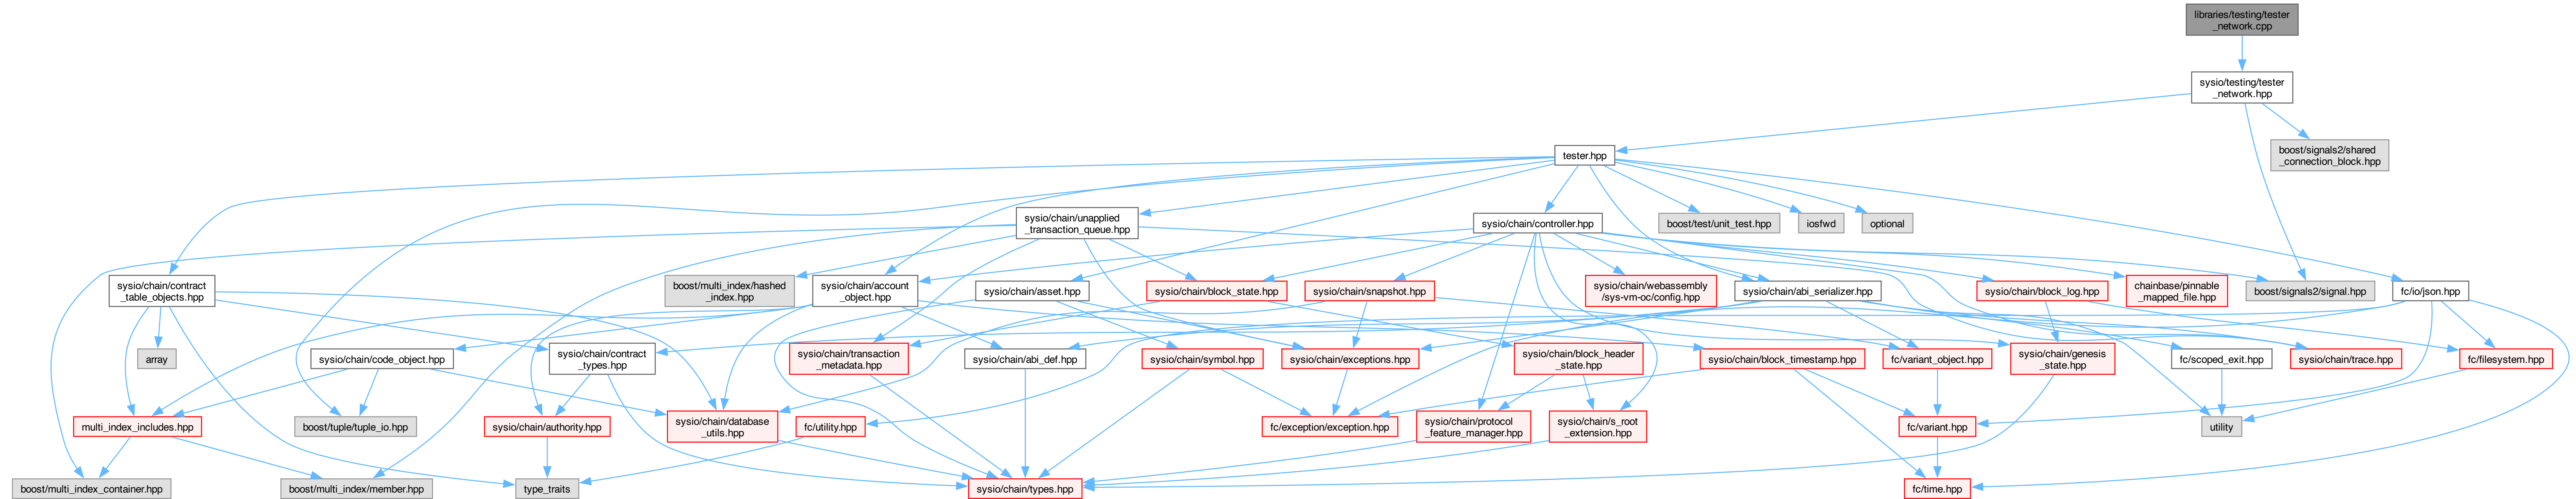 libraries/testing/tester
_network.cpp
sysio/testing/tester
_network.hpp
boost/signals2/shared
_connection_block.hpp
tester.hpp
sysio/chain/unapplied
_transaction_queue.hpp
sysio/chain/controller.hpp
boost/test/unit_test.hpp
iosfwd
optional
sysio/chain/contract
_table_objects.hpp
boost/multi_index/hashed
_index.hpp
sysio/chain/account
_object.hpp
sysio/chain/asset.hpp
sysio/chain/block_state.hpp
sysio/chain/snapshot.hpp
sysio/chain/webassembly
/sys-vm-oc/config.hpp
sysio/chain/abi_serializer.hpp
sysio/chain/block_log.hpp
chainbase/pinnable
_mapped_file.hpp
boost/signals2/signal.hpp
fc/io/json.hpp
array
sysio/chain/code_object.hpp
sysio/chain/contract
_types.hpp
sysio/chain/transaction
_metadata.hpp
sysio/chain/abi_def.hpp
sysio/chain/symbol.hpp
sysio/chain/exceptions.hpp
sysio/chain/block_header
_state.hpp
sysio/chain/block_timestamp.hpp
fc/variant_object.hpp
sysio/chain/genesis
_state.hpp
fc/scoped_exit.hpp
sysio/chain/trace.hpp
fc/filesystem.hpp
multi_index_includes.hpp
boost/tuple/tuple_io.hpp
sysio/chain/authority.hpp
sysio/chain/database
_utils.hpp
fc/utility.hpp
fc/exception/exception.hpp
sysio/chain/protocol
_feature_manager.hpp
sysio/chain/s_root
_extension.hpp
fc/variant.hpp
utility
boost/multi_index_container.hpp
boost/multi_index/member.hpp
type_traits
sysio/chain/types.hpp
fc/time.hpp